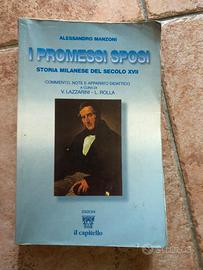 ALESSANDRO MANZONI
I PROMESSI SPOSI
STORIA MILANESE DEL SECOLO XVII
COMMENTO, NOTE E APPARATO DIDATTICO
A CURA DI
V. LAZZARINI - L. ROLLA
EDIZIONI
il capitello
subito